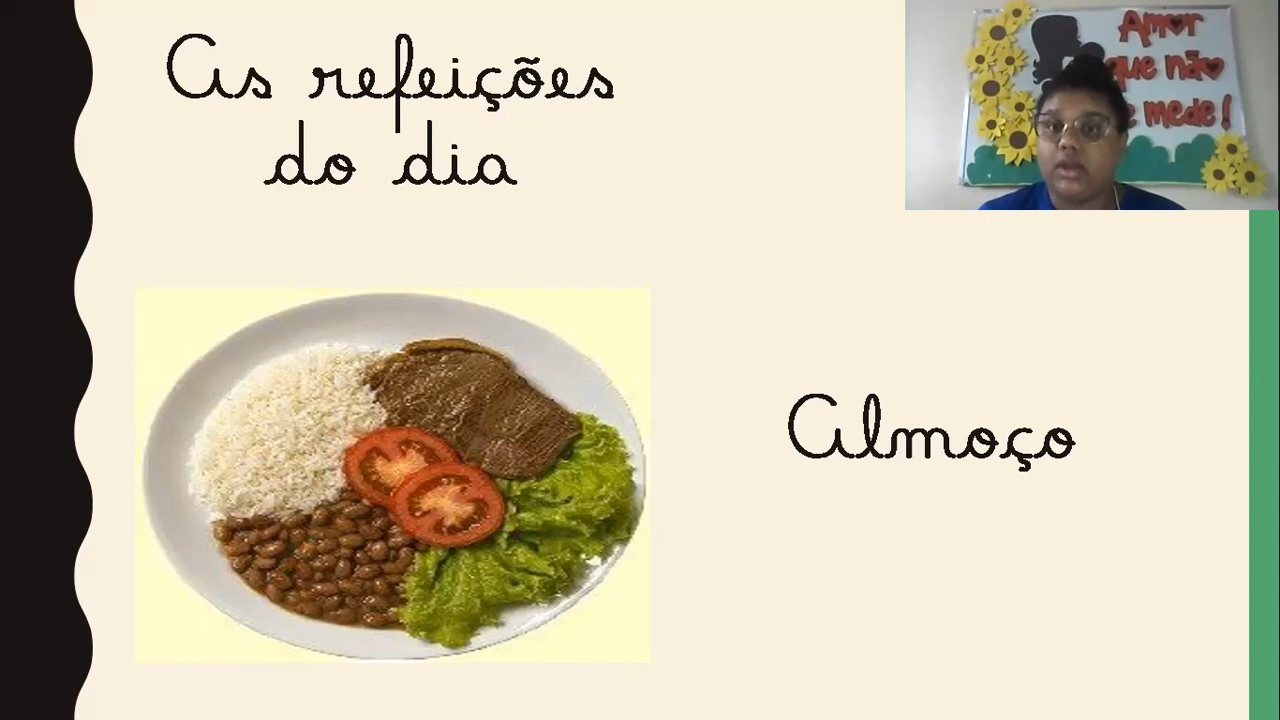 As refeições
do dia
Amor
que não
mede!
Almoço